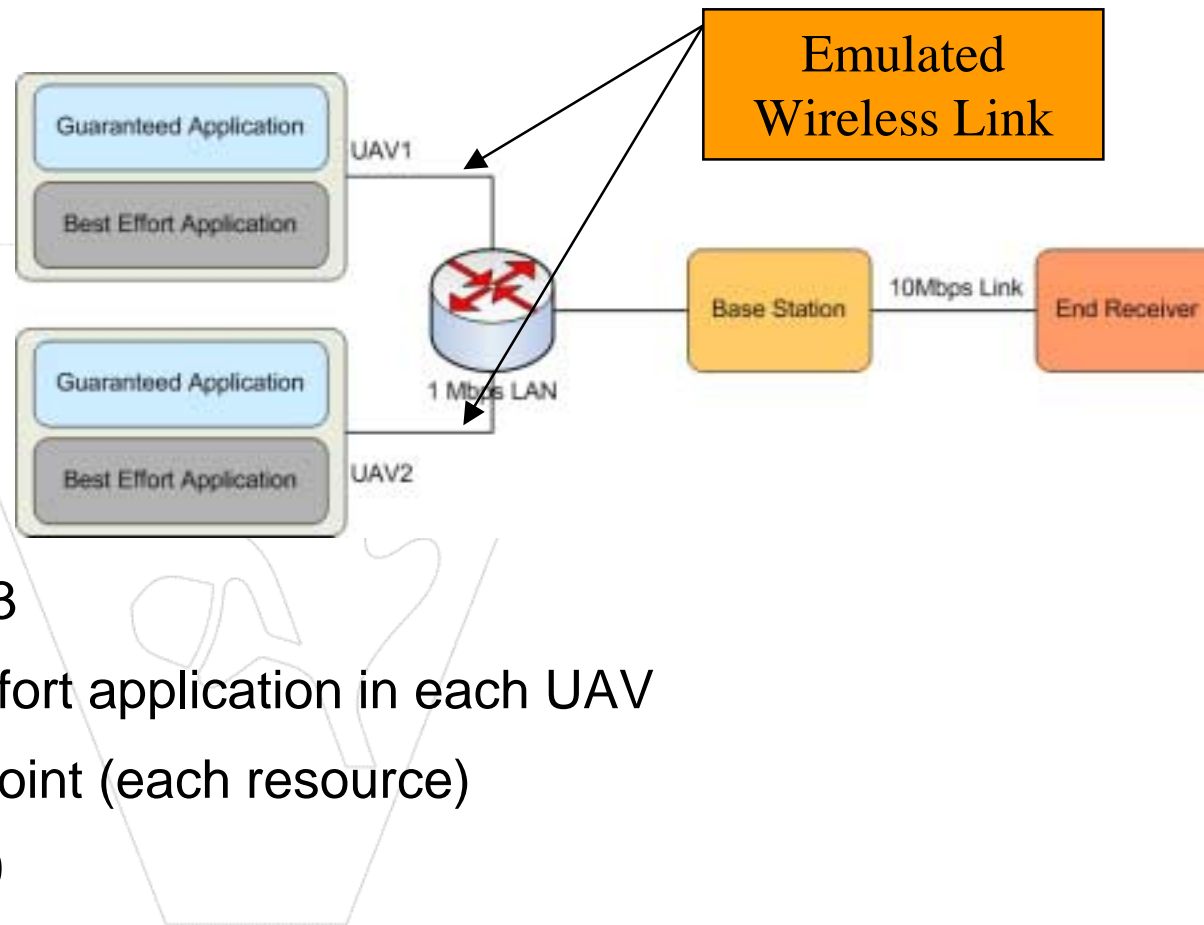 Emulated
Wireless Link
Guaranteed Application
UAV1
Best Effort Application
Base Station
10Mbps Link
End Receiver
1 Mbps LAN
Guaranteed Application
Best Effort Application
UAV2
3
fort application in each UAV
oint (each resource)
)